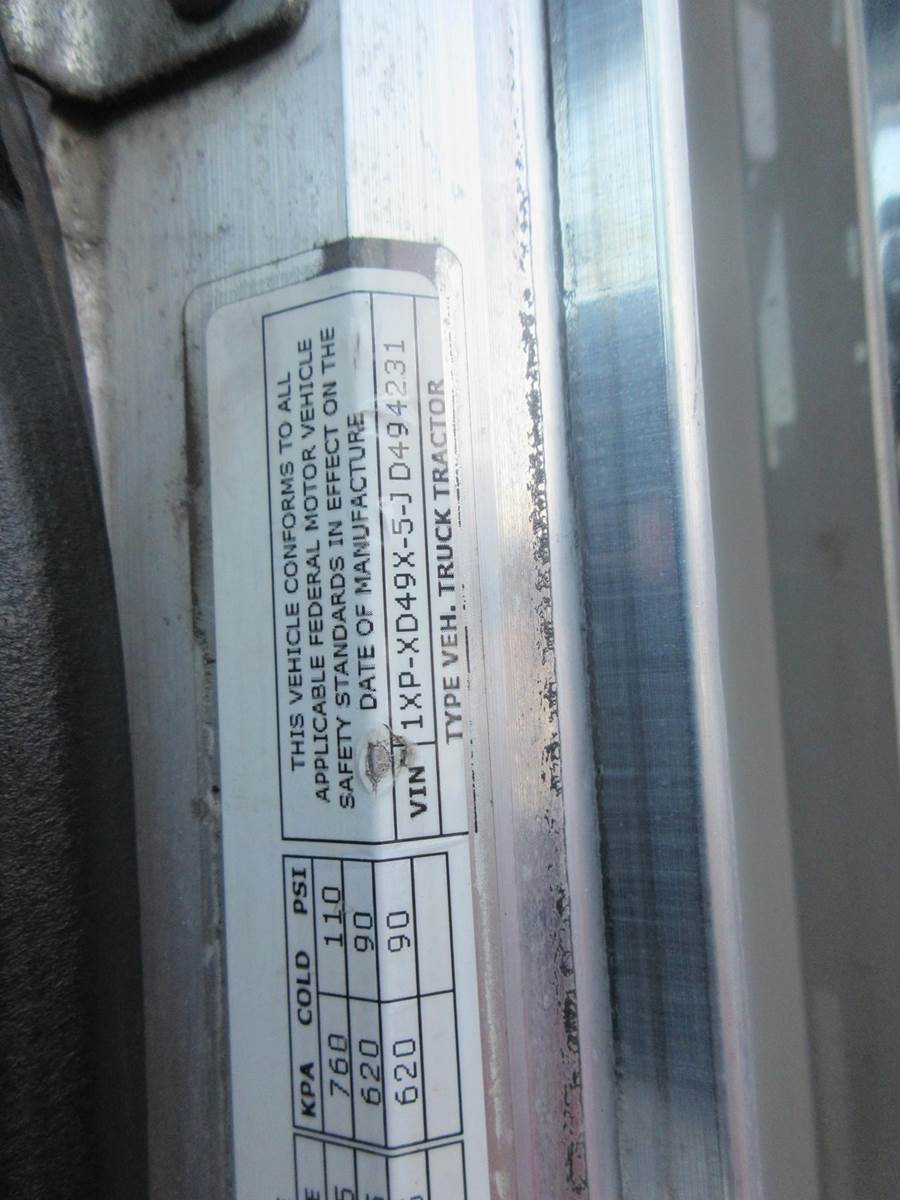 KPA COLD PSI
760 110
620 90
620 90
THIS VEHICLE CONFORMS TO ALL
APPLICABLE FEDERAL MOTOR VEHICLE
SAFETY STANDARDS IN EFFECT ON THE
DATE OF MANUFACTURE
VIN 1XP-XD49X-5-JD494231
TYPE VEH. TRUCK TRACTOR